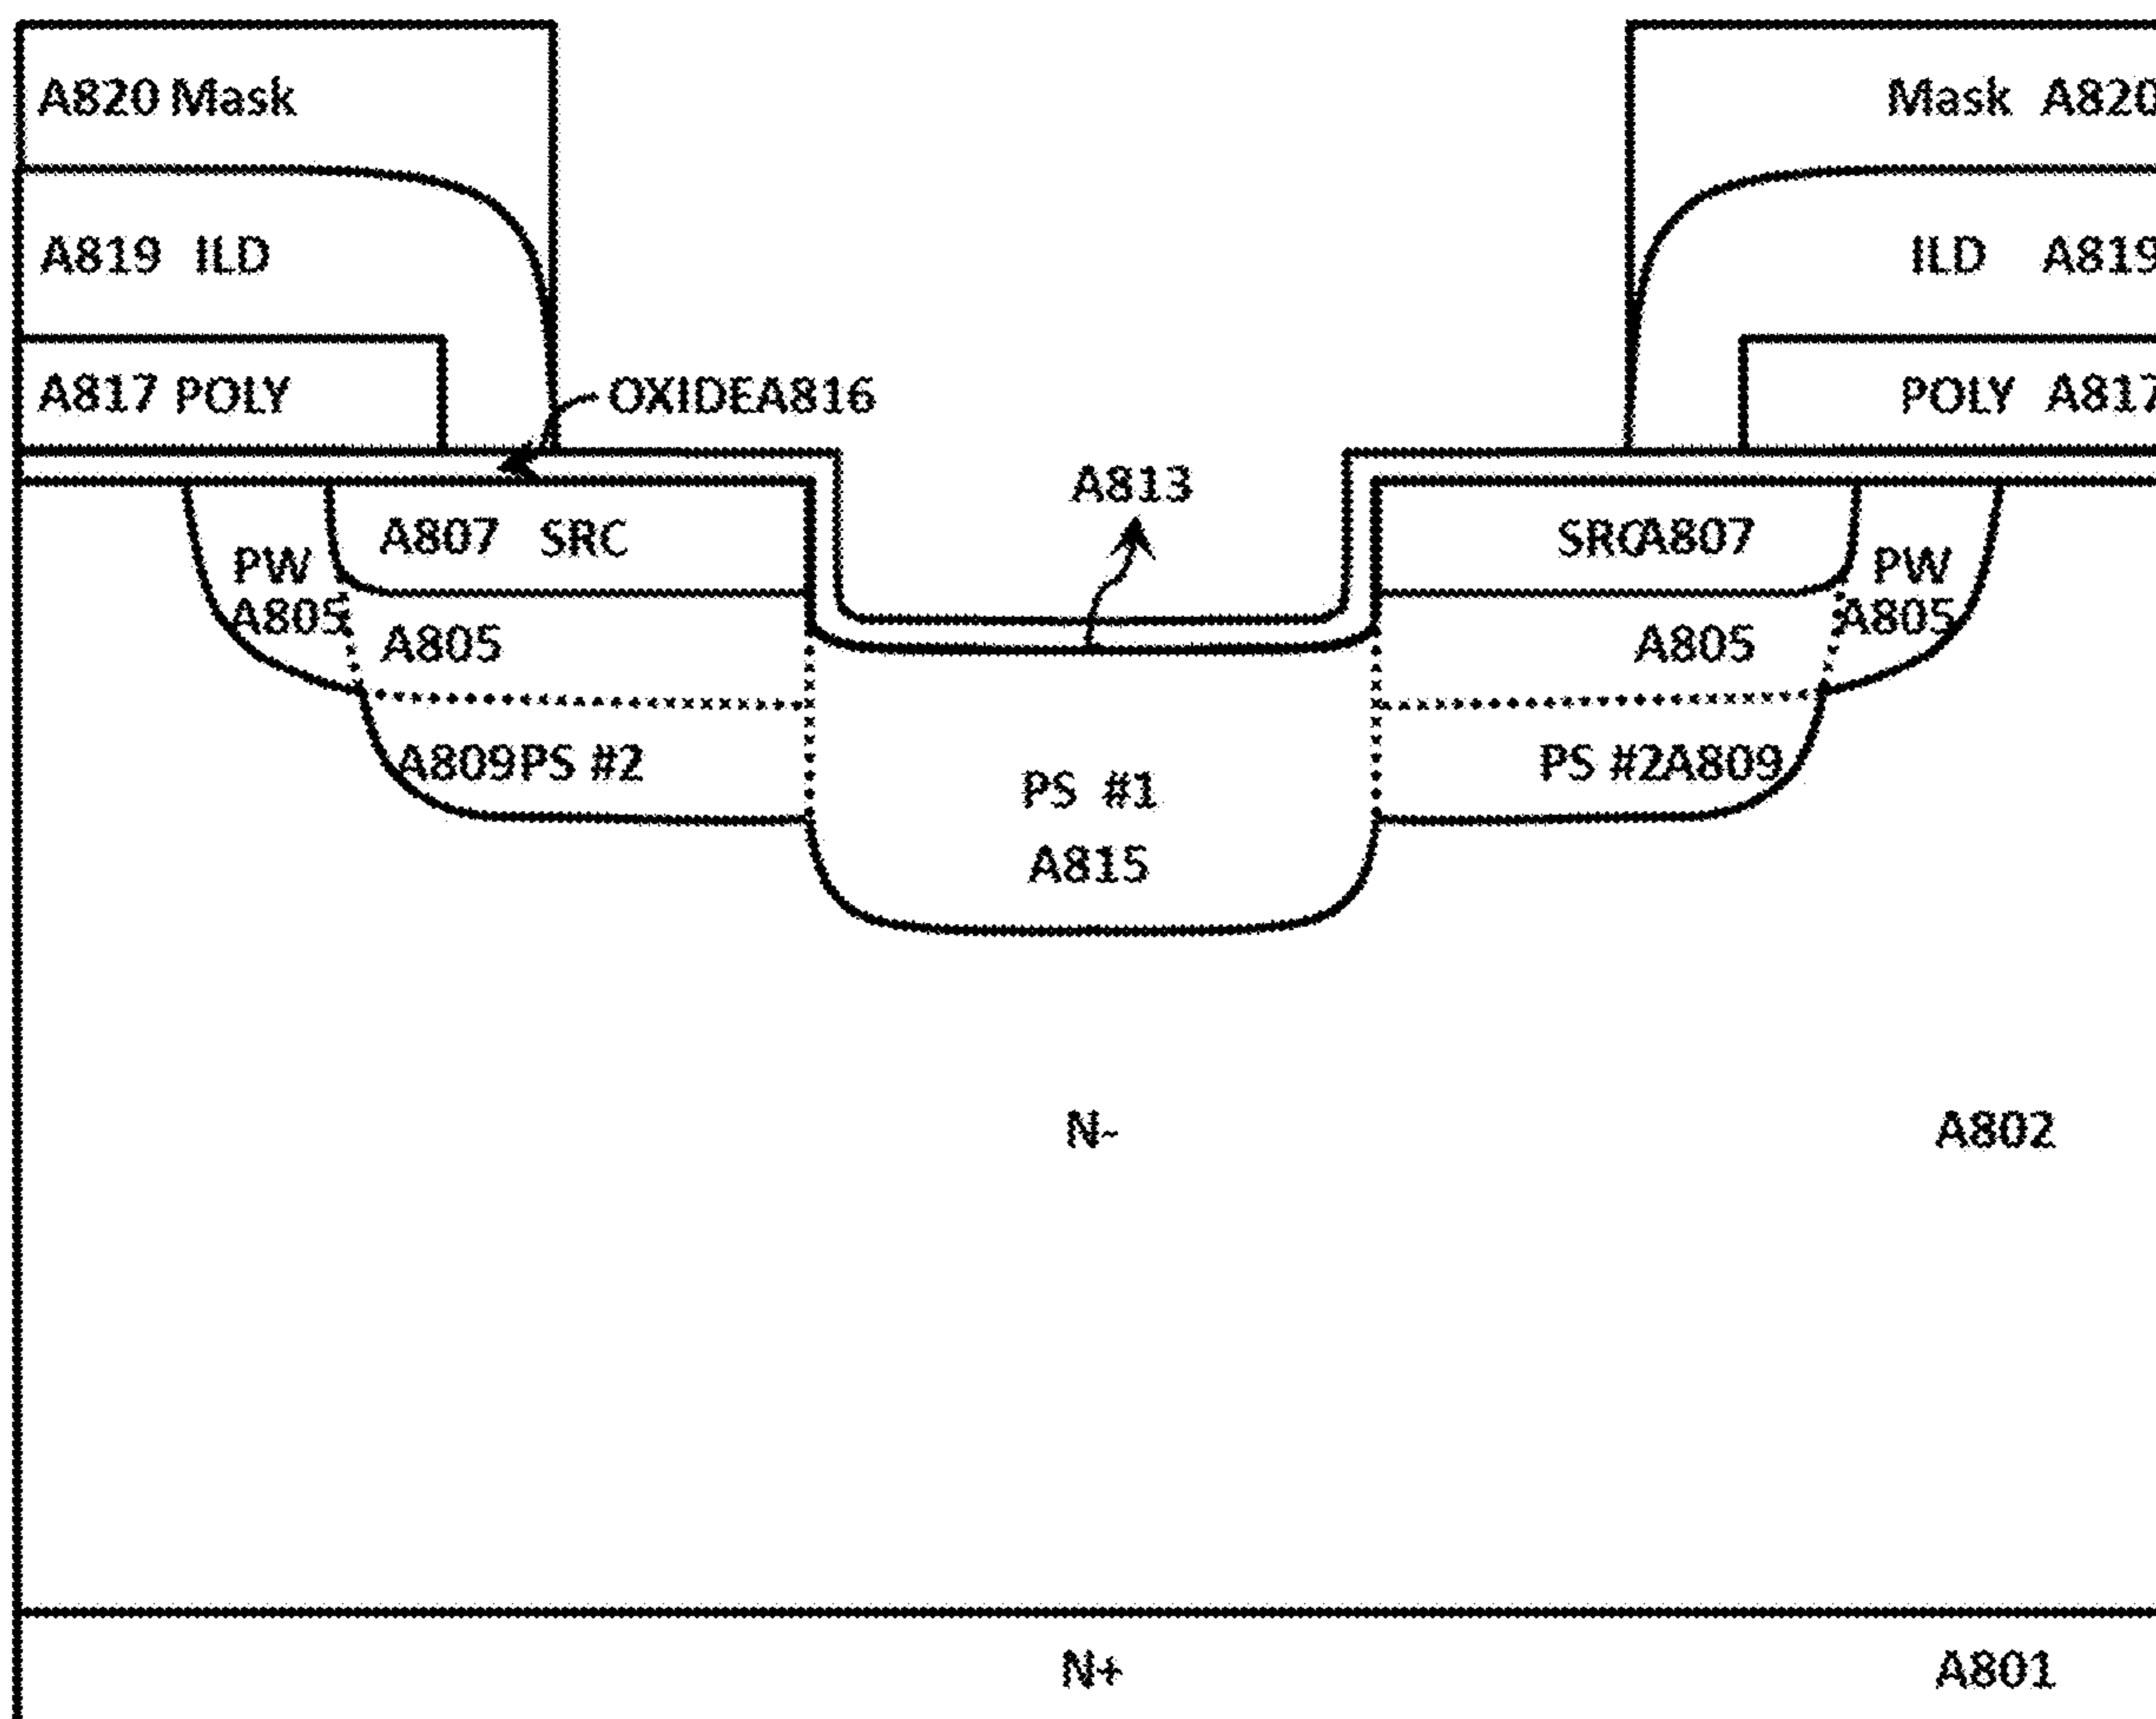 A820 Mask
Mask A820
A819 ILD
ILD A819
A817 POLY
OXIDEA816
POLY A817
A813
A807 SRC
SRCA807
PW
A805
PW
A805
A805
A805
A809PS #2
PS #2A809
PS #1
A815
N-
A802
N+
A801